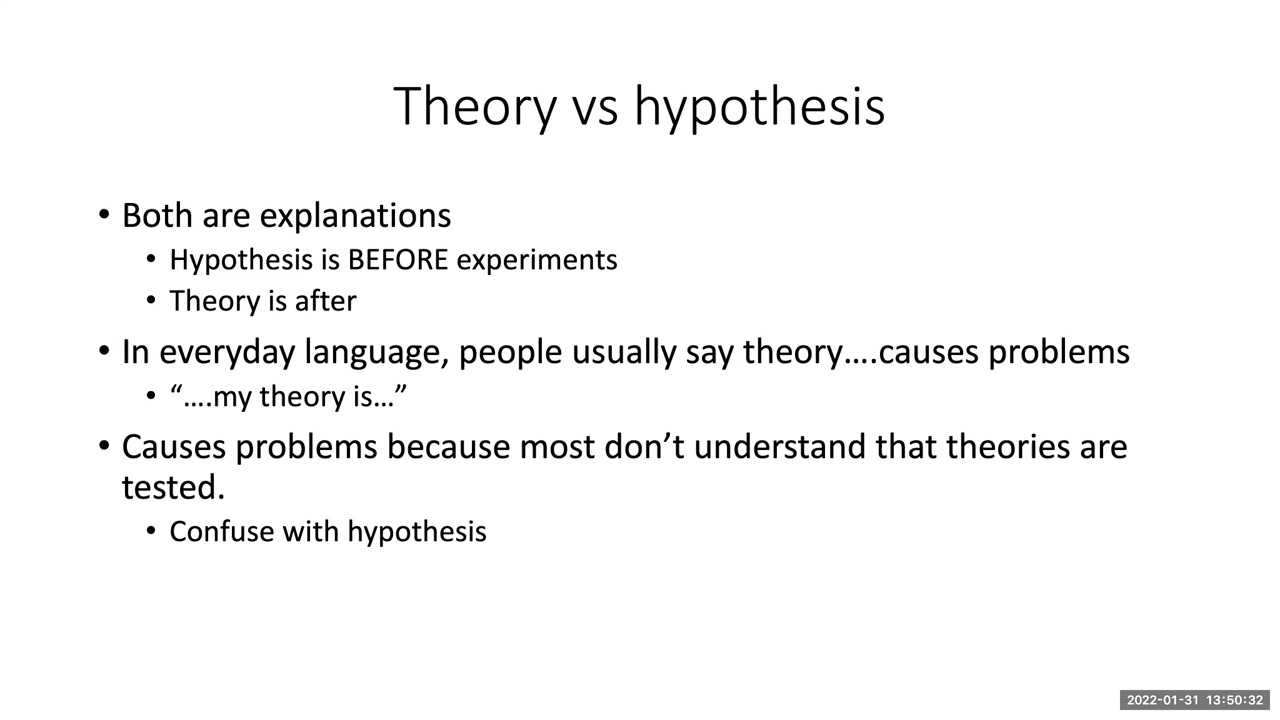 Theory vs hypothesis
• Both are explanations
• Hypothesis is BEFORE experiments
• Theory is after
• In everyday language, people usually say theory….causes problems
• “….my theory is…”
• Causes problems because most don’t understand that theories are
tested.
• Confuse with hypothesis
2022-01-31 13:50:32